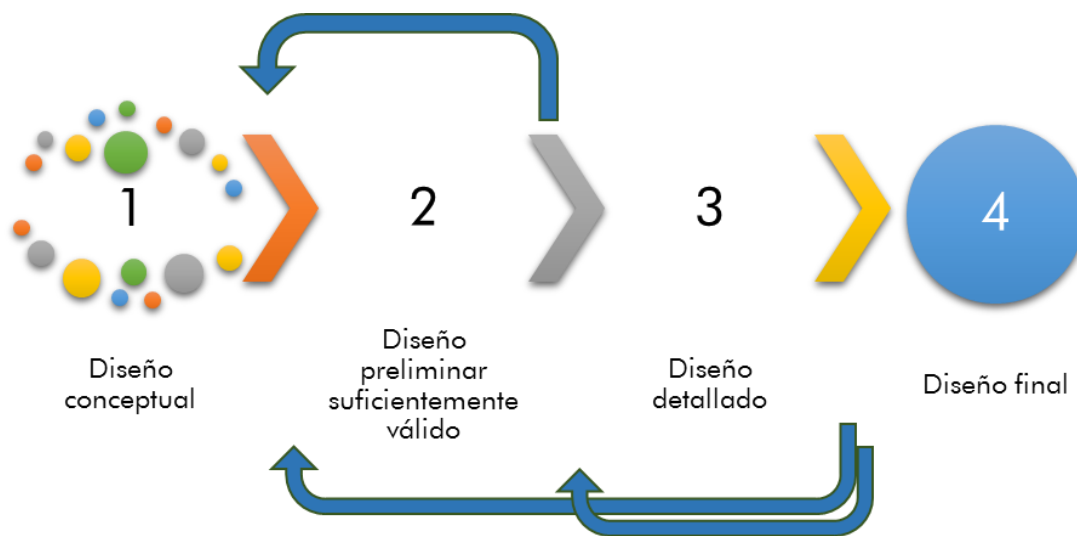 1
2
3
4
Diseño
conceptual
Diseño
preliminar
suficientemente
válido
Diseño
detallado
Diseño final